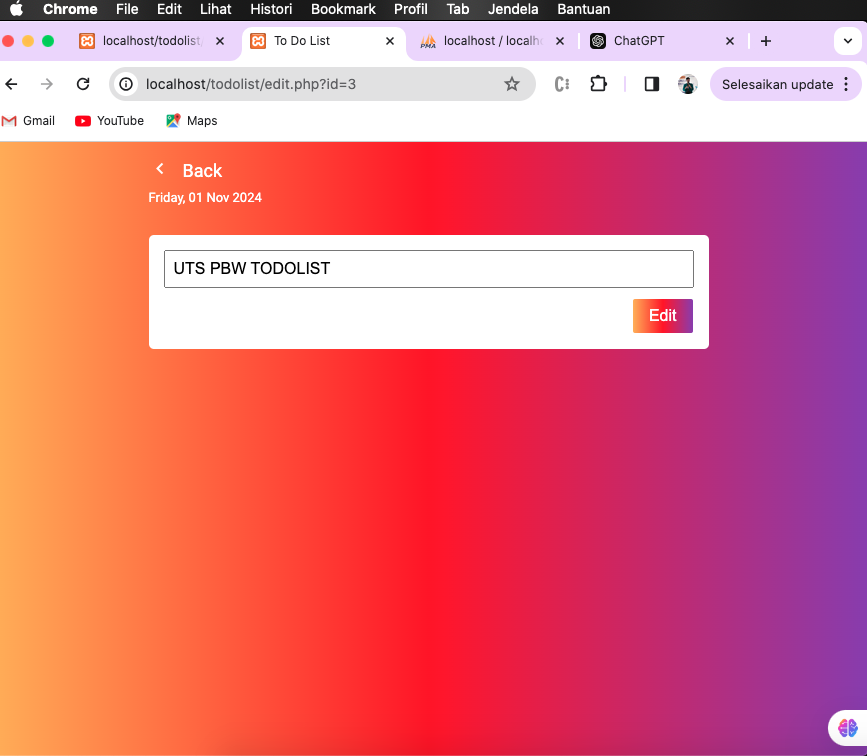 Chrome File Edit Lihat Histori Bookmark Profil Tab Jendela Bantuan
localhost/todolist To Do List localhost / localh ChatGPT
localhost/todolist/edit.php?id=3 Selesaikan update
Gmail YouTube Maps
Back
Friday, 01 Nov 2024
UTS PBW TODOLIST
Edit